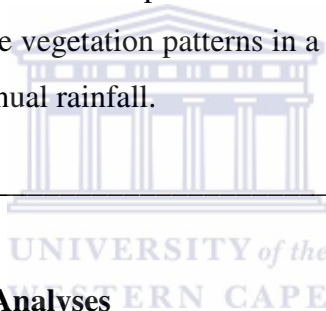 e vegetation patterns in a
nual rainfall.
UNIVERSITY of the
WESTERN CAPE
Analyses